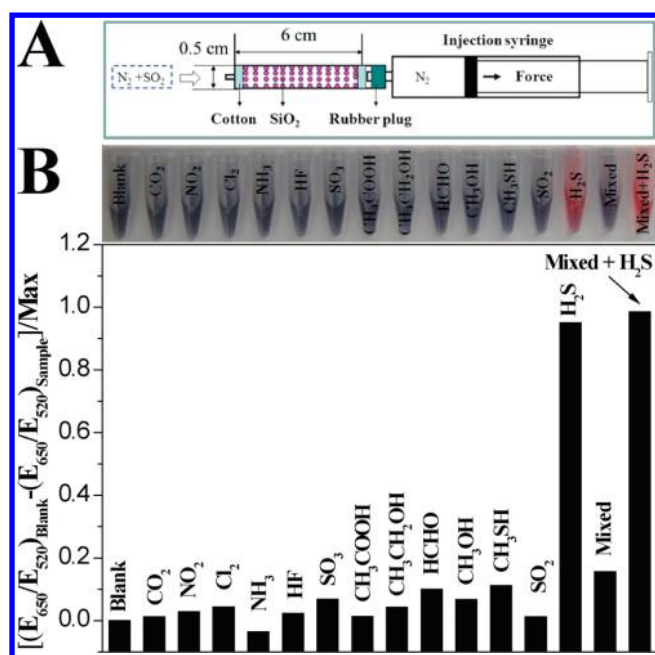 A
6 cm
Injection syringe
0.5 cm
N₂ +SO₂
N₂
Force
Cotton
SiO₂
Rubber plug
B
Blank
CO₂
NO₂
Cl₂
NH₃
HF
SO₃
CH₃COOH
CH₃CH₂OH
HCHO
CH₃OH
CH₃SH
SO₂
H₂S
Mixed
Mixed+H₂S
[(E₆₅₀/E₅₂₀)Blank-(E₆₅₀/E₅₂₀)Sample]/Max
1.2
1.0
0.8
0.6
0.4
0.2
0.0
Blank
CO₂
NO₂
Cl₂
NH₃
HF
SO₃
CH₃COOH
CH₃CH₂OH
HCHO
CH₃OH
CH₃SH
SO₂
H₂S
Mixed
Mixed + H₂S